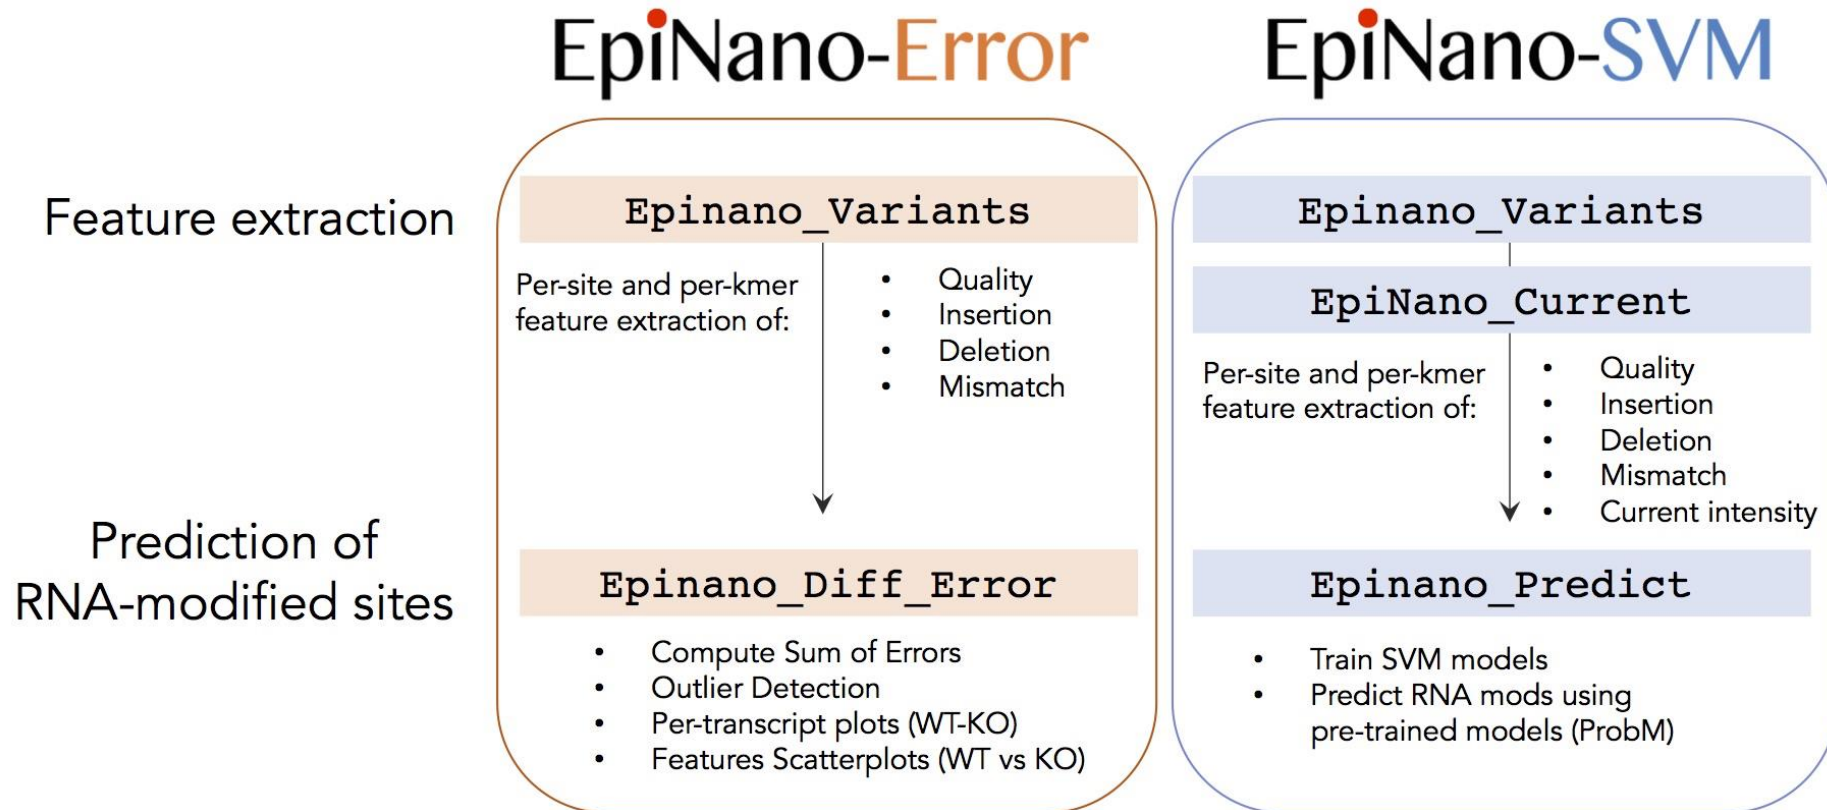 EpiNano-Error
EpiNano-SVM
Feature extraction
Epinano_Variants
Per-site and per-kmer
feature extraction of:
• Quality
• Insertion
• Deletion
• Mismatch
Epinano_Variants
EpiNano_Current
Per-site and per-kmer
feature extraction of:
• Quality
• Insertion
• Deletion
• Mismatch
• Current intensity
Prediction of
RNA-modified sites
Epinano_Diff_Error
• Compute Sum of Errors
• Outlier Detection
• Per-transcript plots (WT-KO)
• Features Scatterplots (WT vs KO)
Epinano_Predict
• Train SVM models
• Predict RNA mods using
pre-trained models (ProbM)